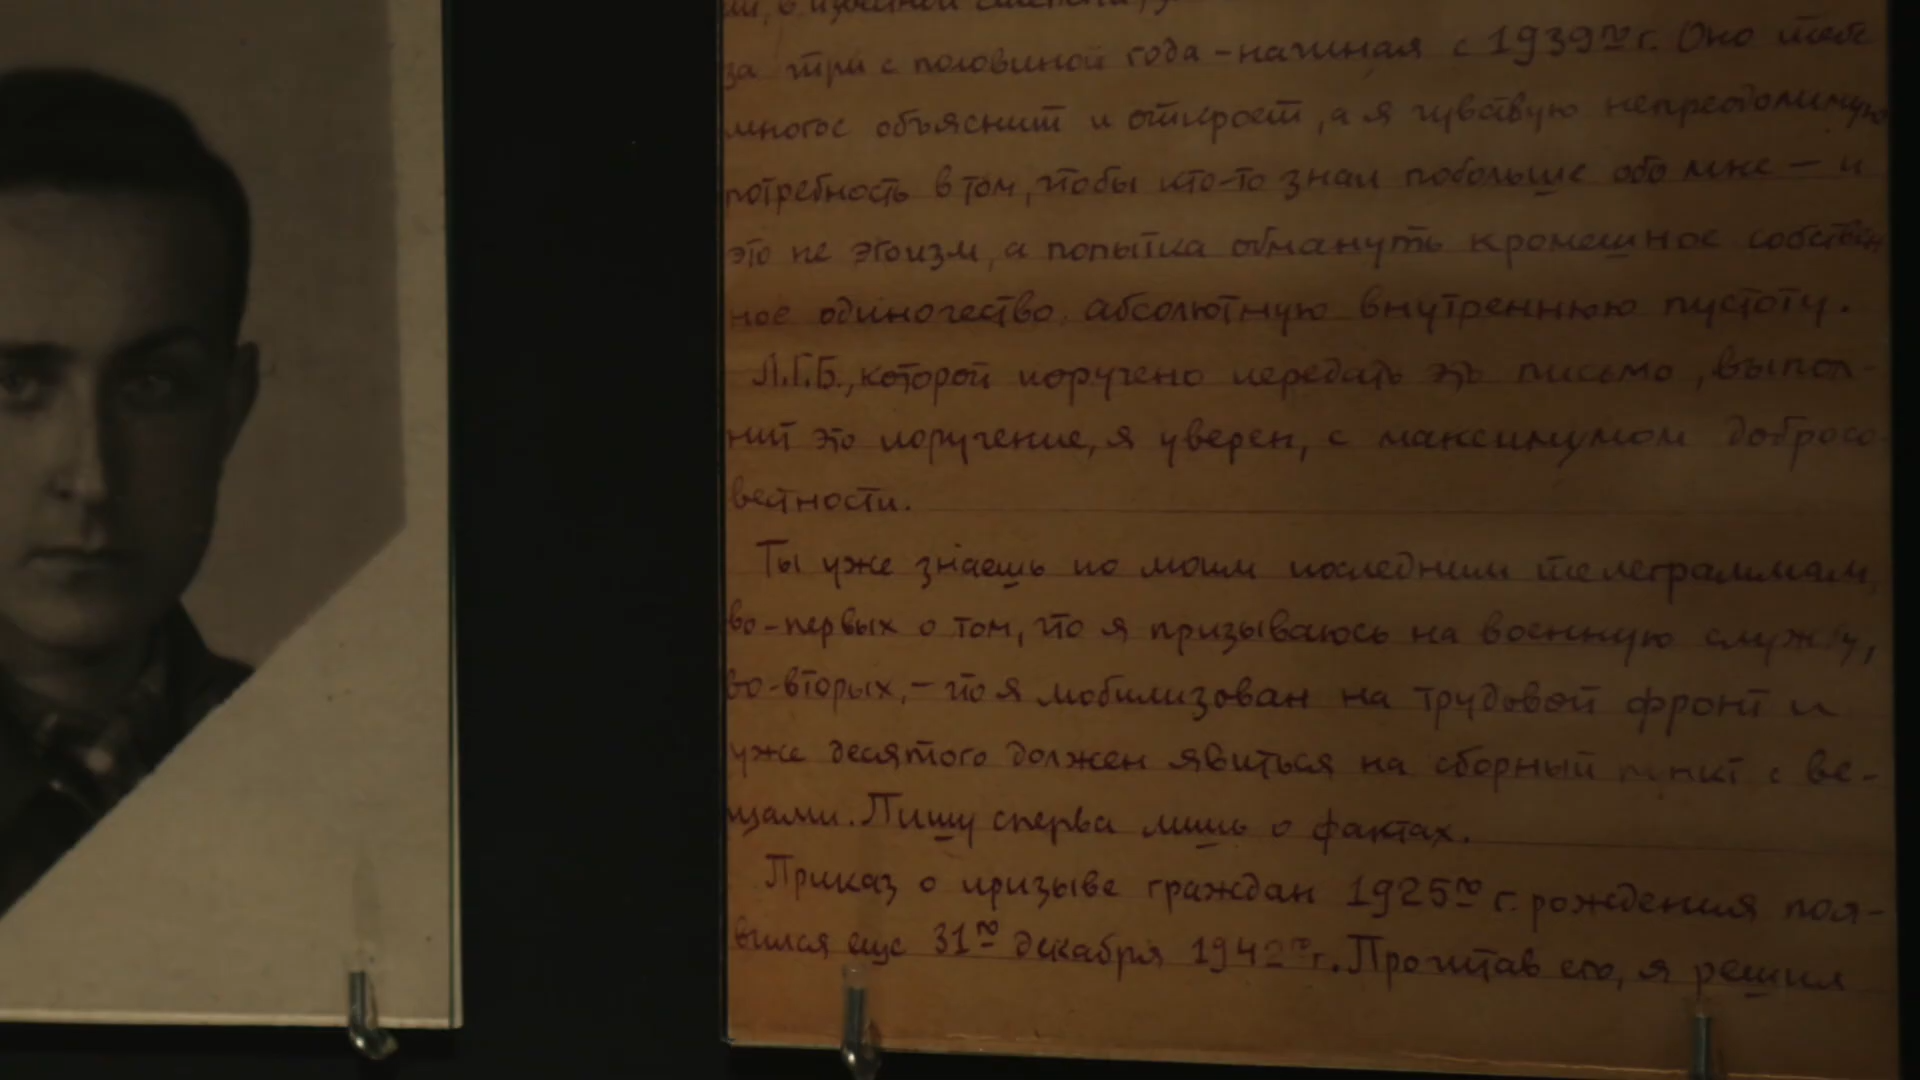 за три с половиной года - начиная с 1939го г. Оно тебе
многое объяснит и откроет, а я чувствую непреодолимую
потребность в том, чтобы кто-то знал побольше обо мне — и
это не эгоизм, а попытка обмануть кромешное собствен
ное одиночество, абсолютную внутреннюю пустоту.
Л.Г.Б., которой поручено передать это письмо, выпол-
нит это поручение, я уверен, с максимумом добросо
вестности.
Ты уже знаешь по моим последним телеграммам,
во-первых о том, что я призываюсь на военную службу,
во-вторых, - что я мобилизован на трудовой фронт и
уже десятого должен явиться на сборный пункт с ве-
щами. Пишу сперва лишь о фактах.
Приказ о призыве граждан 1925го г. рождения поя-
вился еще 31го декабря 1942го г. Прочитав его, я решил